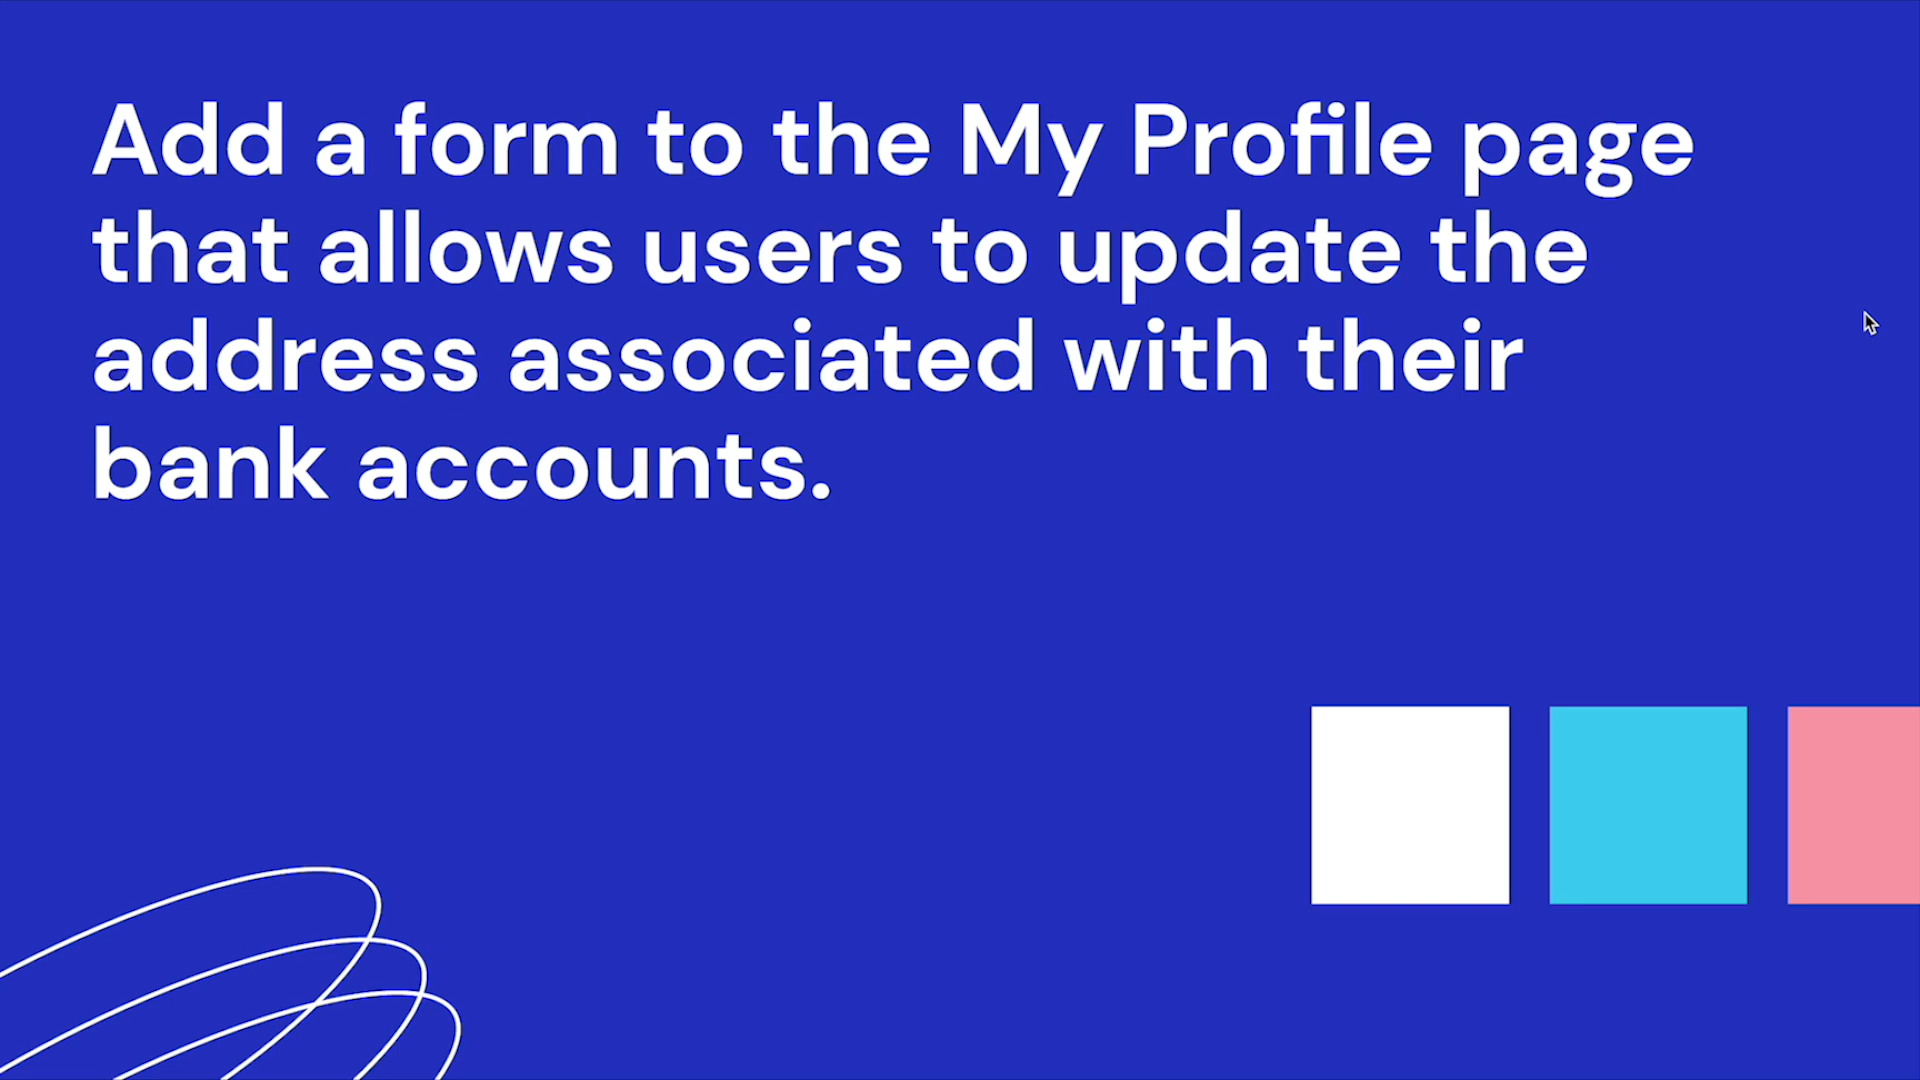 Add a form to the My Profile page
that allows users to update the
address associated with their
bank accounts.